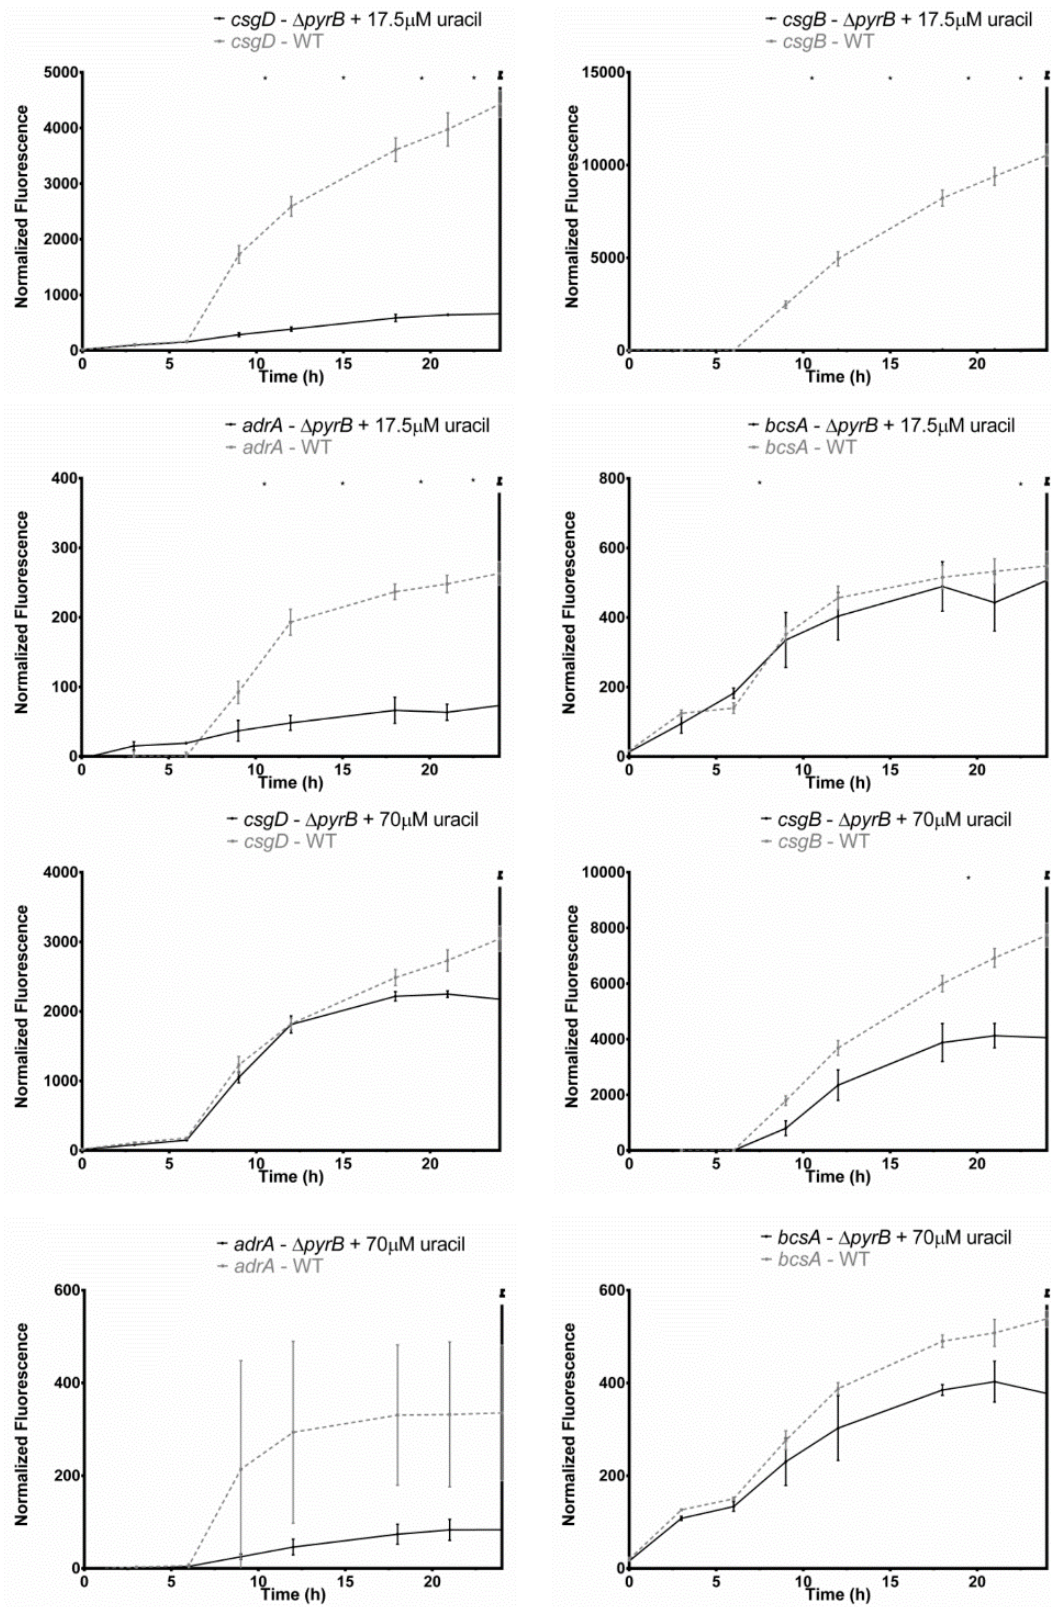 csgD - ΔpyrB + 17.5μM uracil
csgD - WT
5000
4000
3000
2000
1000
0
Normalized Fluorescence
0 5 10 15 20
Time (h)
* * * *
csgB - ΔpyrB + 17.5μM uracil
csgB - WT
15000
10000
5000
0
Normalized Fluorescence
0 5 10 15 20
Time (h)
* * * *
adrA - ΔpyrB + 17.5μM uracil
adrA - WT
400
300
200
100
0
Normalized Fluorescence
0 5 10 15 20
Time (h)
* * * *
bcsA - ΔpyrB + 17.5μM uracil
bcsA - WT
800
600
400
200
0
Normalized Fluorescence
0 5 10 15 20
Time (h)
* *
csgD - ΔpyrB + 70μM uracil
csgD - WT
4000
3000
2000
1000
0
Normalized Fluorescence
0 5 10 15 20
Time (h)
csgB - ΔpyrB + 70μM uracil
csgB - WT
10000
8000
6000
4000
2000
0
Normalized Fluorescence
0 5 10 15 20
Time (h)
*
adrA - ΔpyrB + 70μM uracil
adrA - WT
600
400
200
0
Normalized Fluorescence
0 5 10 15 20
Time (h)
bcsA - ΔpyrB + 70μM uracil
bcsA - WT
600
400
200
0
Normalized Fluorescence
0 5 10 15 20
Time (h)